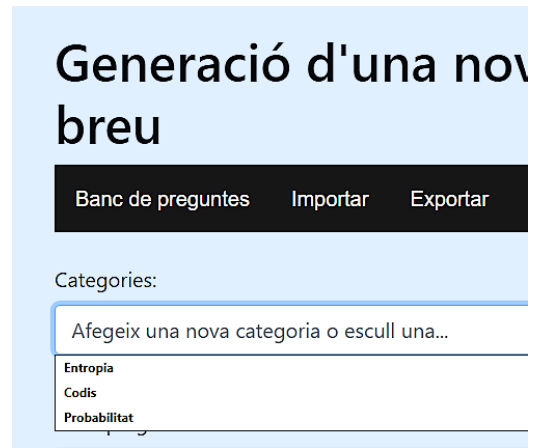 Generació d'una nov
breu
Banc de preguntes Importar Exportar
Categories:
Afegeix una nova categoria o escull una...
Entropia
Codis
Probabilitat